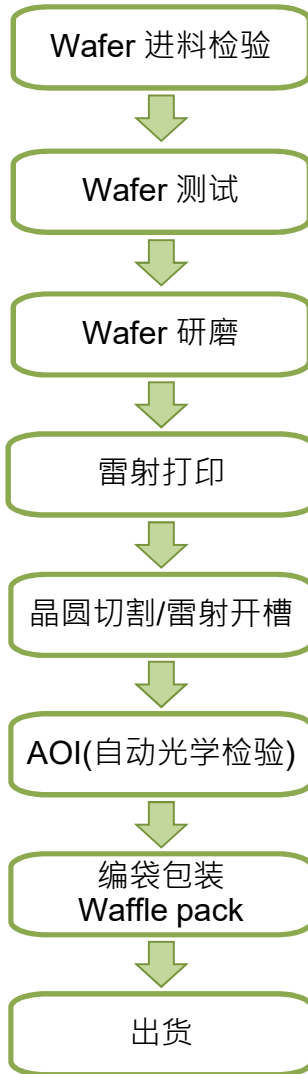 Wafer 进料检验
Wafer 测试
Wafer 研磨
雷射打印
晶圆切割/雷射开槽
AOI(自动光学检验)
编袋包装
Waffle pack
出货